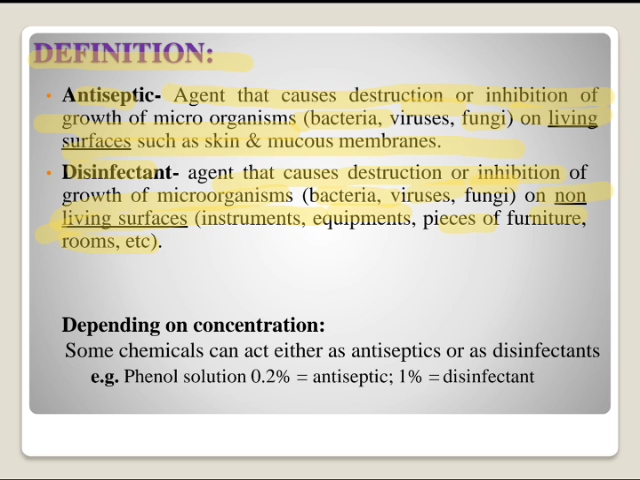 DEFINITION:
• Antiseptic- Agent that causes destruction or inhibition of
growth of micro organisms (bacteria, viruses, fungi) on living
surfaces such as skin & mucous membranes.
• Disinfectant- agent that causes destruction or inhibition of
growth of microorganisms (bacteria, viruses, fungi) on non
living surfaces (instruments, equipments, pieces of furniture,
rooms, etc).
Depending on concentration:
Some chemicals can act either as antiseptics or as disinfectants
e.g. Phenol solution 0.2% = antiseptic; 1% = disinfectant